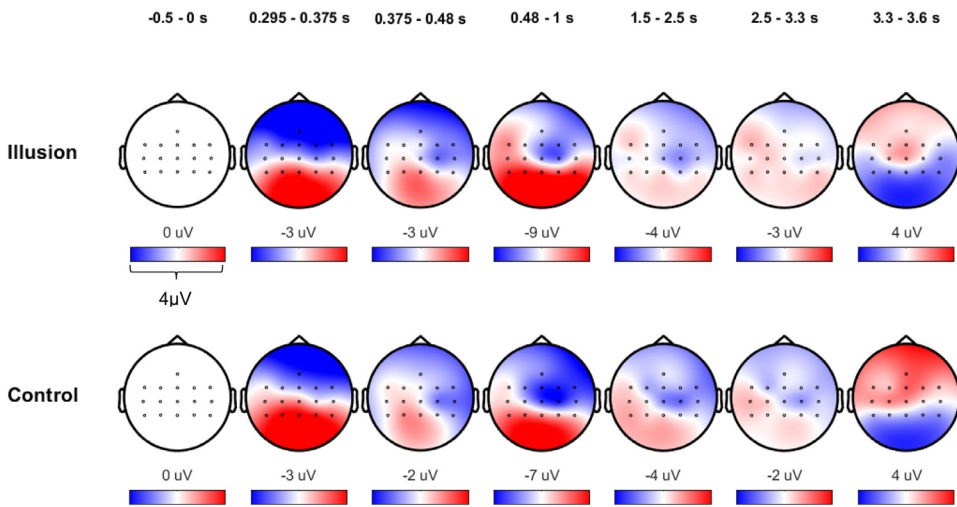 -0.5 - 0 s 0.295 - 0.375 s 0.375 - 0.48 s 0.48 - 1 s 1.5 - 2.5 s 2.5 - 3.3 s 3.3 - 3.6 s
Illusion
0 uV -3 uV -3 uV -9 uV -4 uV -3 uV 4 uV
4µV
Control
0 uV -3 uV -2 uV -7 uV -4 uV -2 uV 4 uV